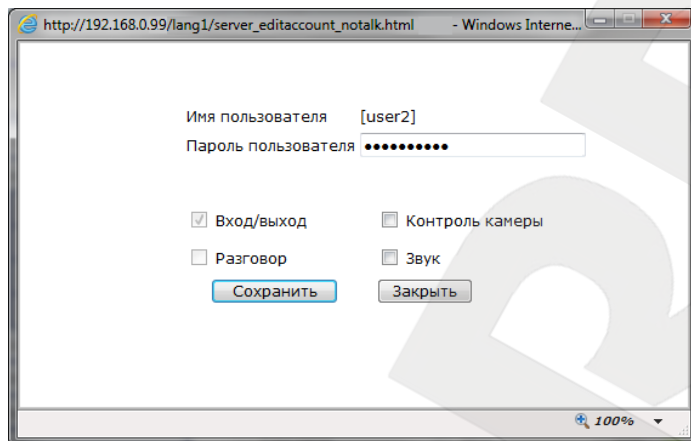 http://192.168.0.99/lang1/server_editaccount_notalk.html - Windows Interne...
Имя пользователя [user2]
Пароль пользователя ••••••••••
Вход/выход Контроль камеры
Разговор Звук
Сохранить Закрыть
100%